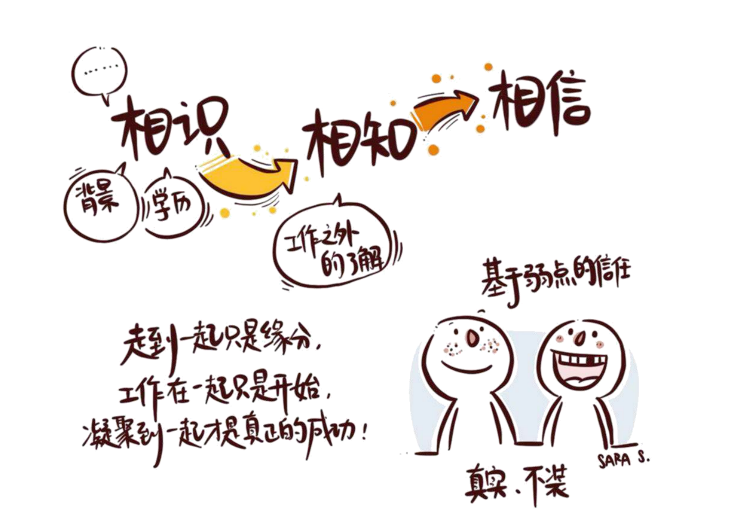 ……
相识
相知
相信
背景
学历
工作之外
的了解
基于弱点的信任
走到一起只是缘分,
工作在一起只是开始,
凝聚到一起才是真正的成功!
SARA S.
真实、不装